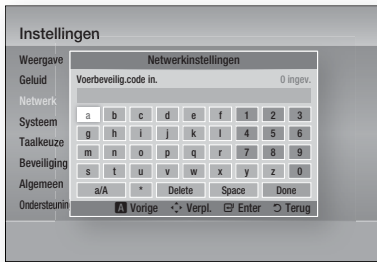 Instellingen
Weergave
Geluid
Netwerk
Systeem
Taalkeuze
Beveiliging
Algemeen
Ondersteunin
Netwerkinstellingen
Voerbeveilig.code in. 0 ingev.
a b c d e f 1 2 3
g h i j k l 4 5 6
m n o p q r 7 8 9
s t u v w x y z 0
a/A * Delete Space Done
A Vorige Verpl. Enter Terug